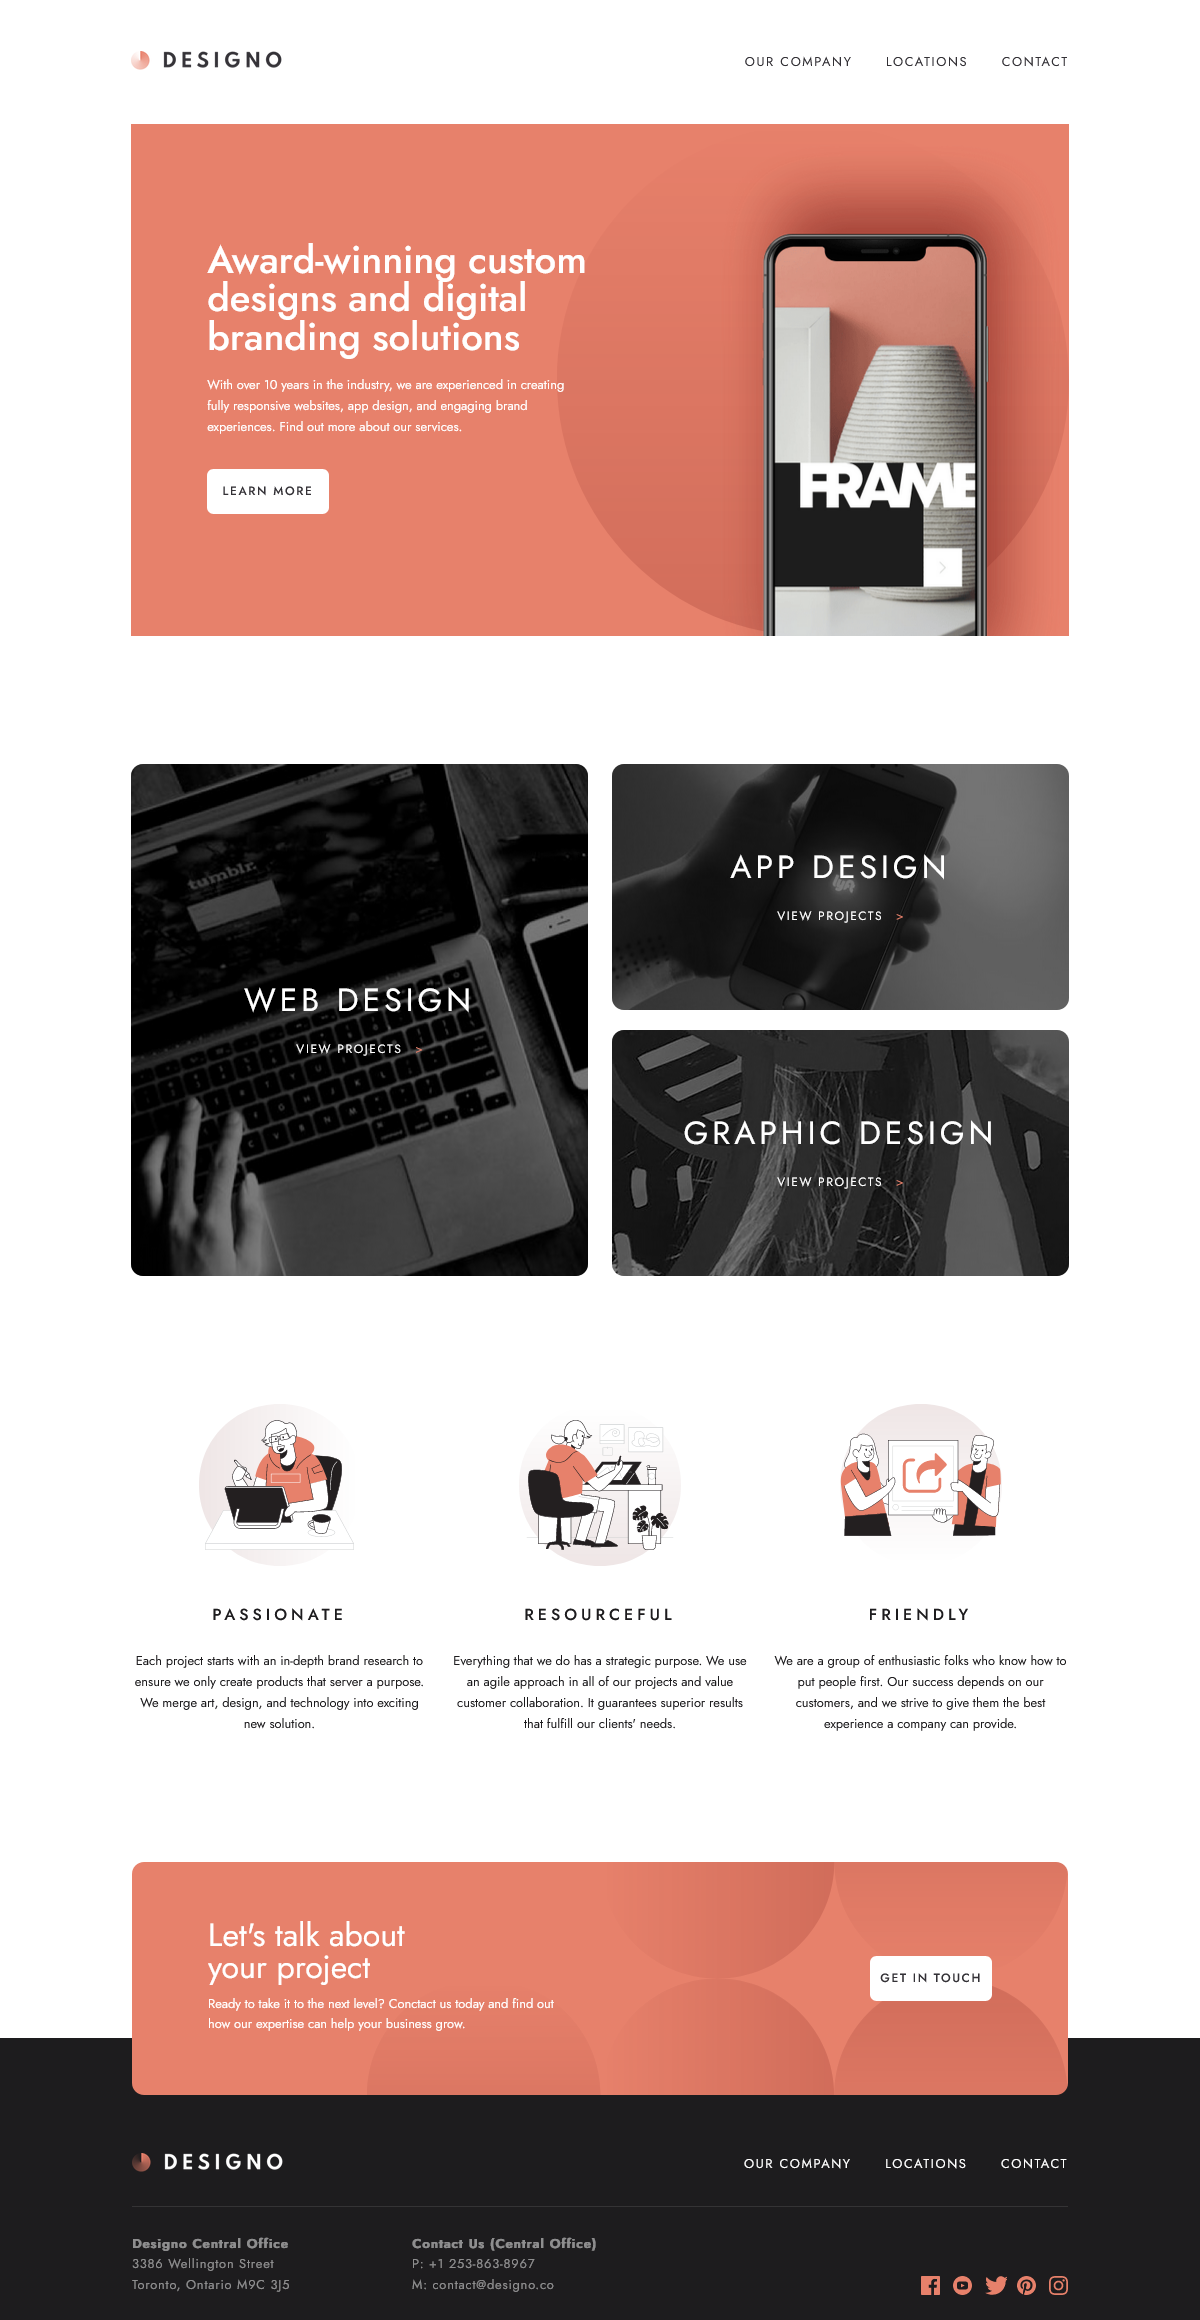 DESIGNO
OUR COMPANY LOCATIONS CONTACT
Award-winning custom
designs and digital
branding solutions
With over 10 years in the industry, we are experienced in creating
fully responsive websites, app design, and engaging brand
experiences. Find out more about our services.
LEARN MORE
FRAME
tumblr.
WEB DESIGN
VIEW PROJECTS >
APP DESIGN
VIEW PROJECTS >
GRAPHIC DESIGN
VIEW PROJECTS >
PASSIONATE
Each project starts with an in-depth brand research to
ensure we only create products that server a purpose.
We merge art, design, and technology into exciting
new solution.
RESOURCEFUL
Everything that we do has a strategic purpose. We use
an agile approach in all of our projects and value
customer collaboration. It guarantees superior results
that fulfill our clients' needs.
FRIENDLY
We are a group of enthusiastic folks who know how to
put people first. Our success depends on our
customers, and we strive to give them the best
experience a company can provide.
Let's talk about
your project
Ready to take it to the next level? Conctact us today and find out
how our expertise can help your business grow.
GET IN TOUCH
DESIGNO
OUR COMPANY LOCATIONS CONTACT
Designo Central Office
3386 Wellington Street
Toronto, Ontario M9C 3J5
Contact Us (Central Office)
P: +1 253-863-8967
M: contact@designo.co